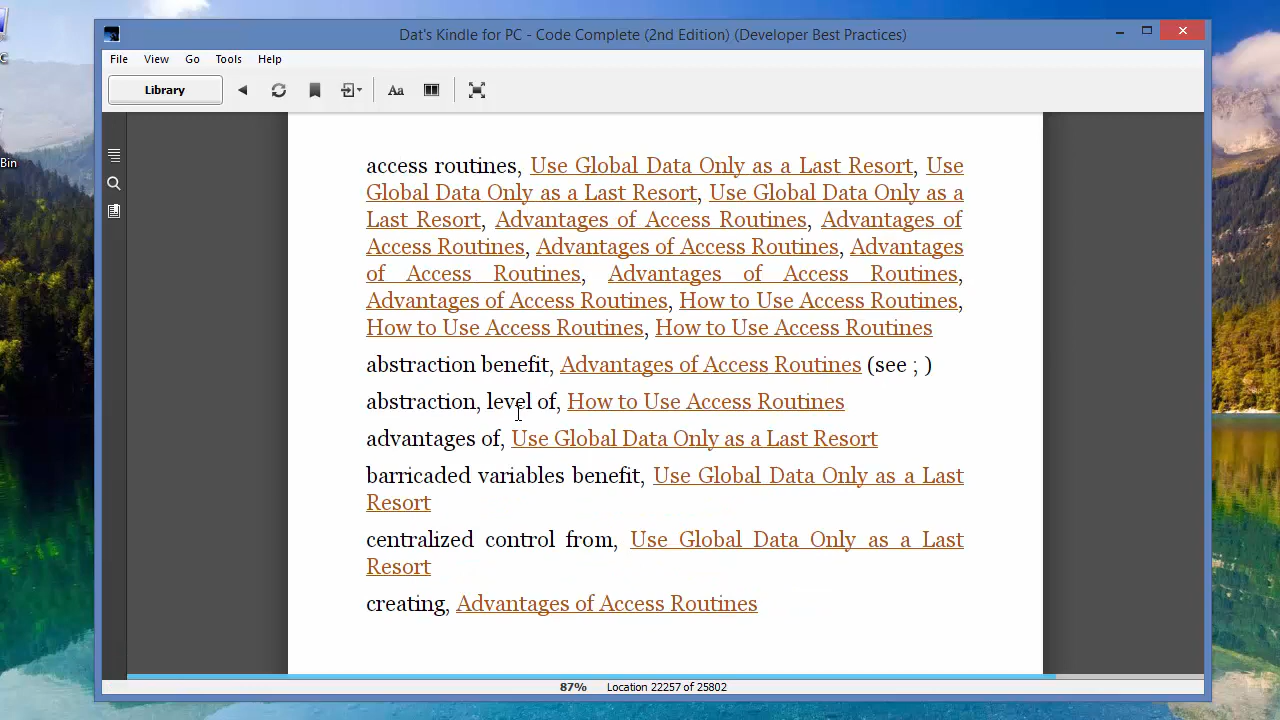 Dat's Kindle for PC - Code Complete (2nd Edition) (Developer Best Practices)
File View Go Tools Help
Library
Aa
C
Bin
access routines, Use Global Data Only as a Last Resort, Use
Global Data Only as a Last Resort, Use Global Data Only as a
Last Resort, Advantages of Access Routines, Advantages of
Access Routines, Advantages of Access Routines, Advantages
of Access Routines, Advantages of Access Routines,
Advantages of Access Routines, How to Use Access Routines,
How to Use Access Routines, How to Use Access Routines
abstraction benefit, Advantages of Access Routines (see ; )
abstraction, level of, How to Use Access Routines
advantages of, Use Global Data Only as a Last Resort
barricaded variables benefit, Use Global Data Only as a Last
Resort
centralized control from, Use Global Data Only as a Last
Resort
creating, Advantages of Access Routines
87% Location 22257 of 25802